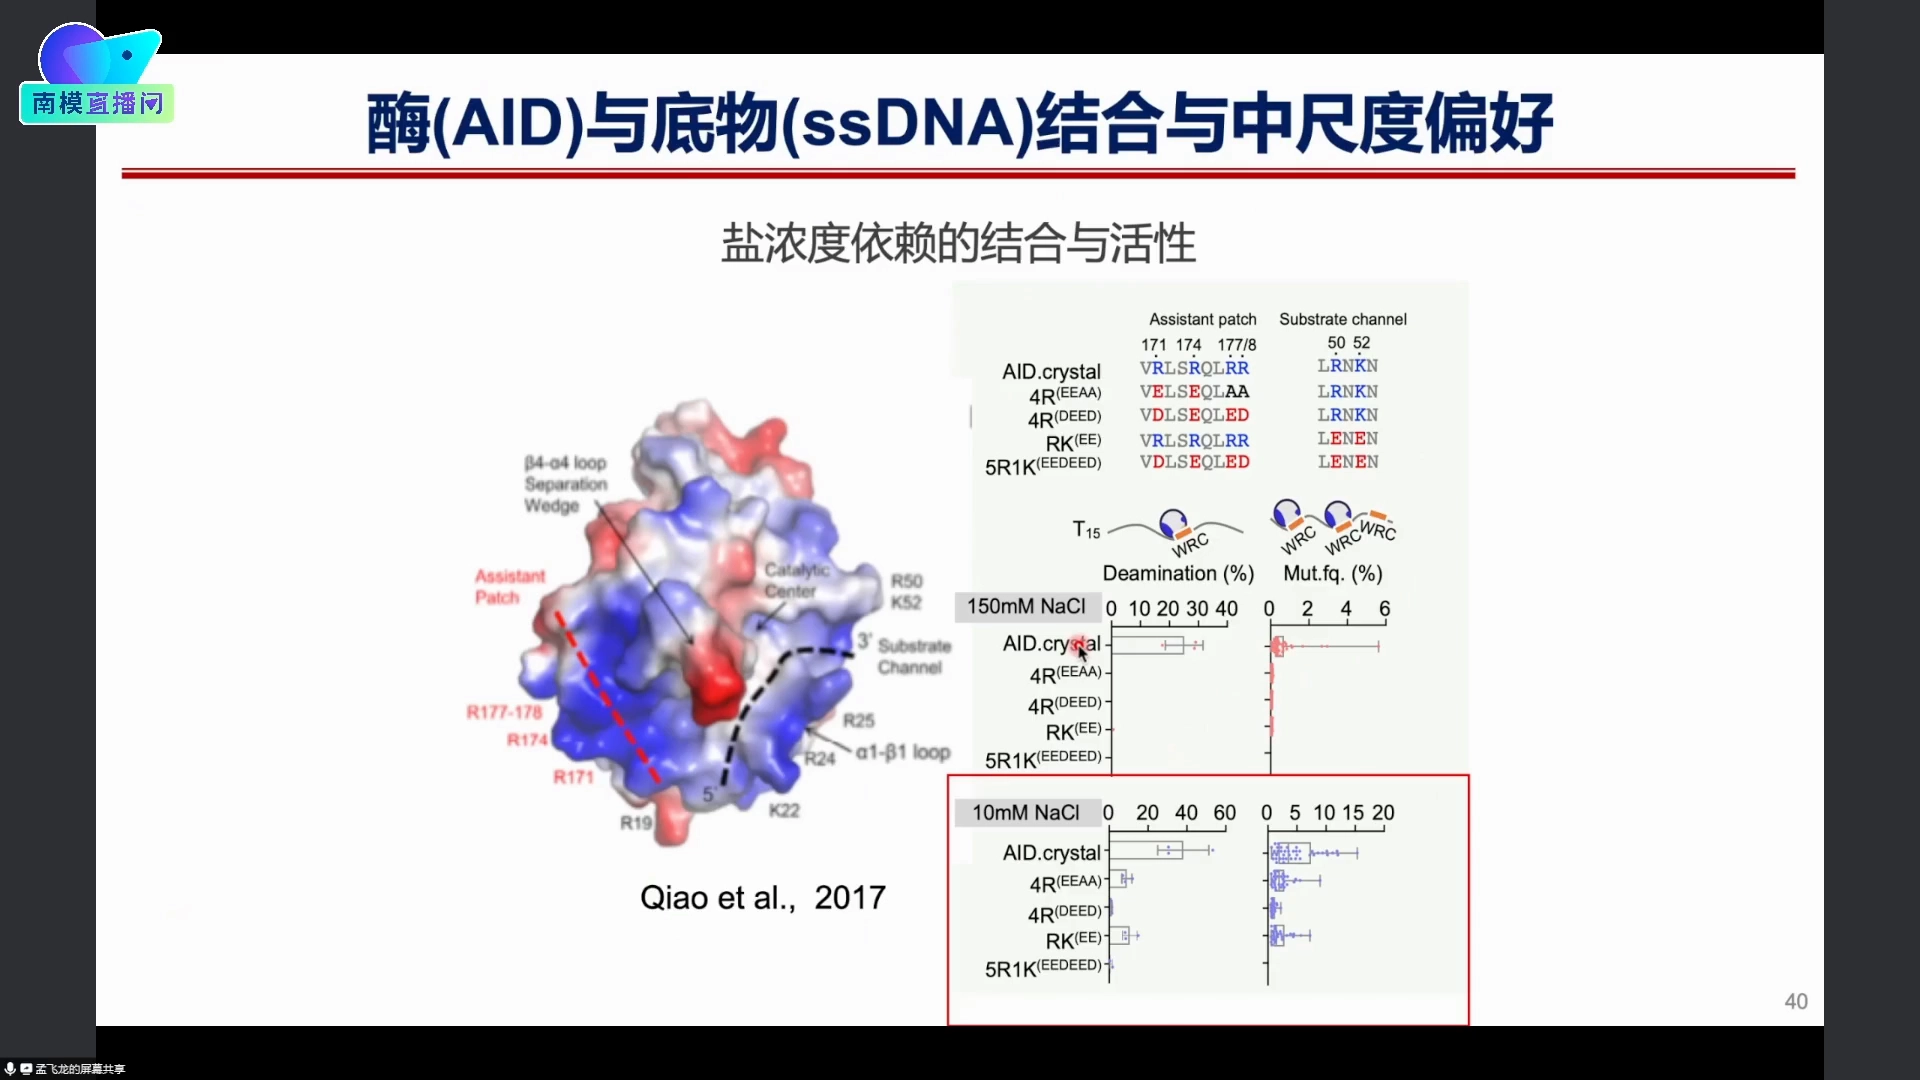 南模直播间
酶(AID)与底物(ssDNA)结合与中尺度偏好
盐浓度依赖的结合与活性
β4-α4 loop
Separation
Wedge
Catalytic
Center
Assistant
Patch
R50
K52
3'
Substrate
Channel
R177-178
R174
R171
R25
R24
α1-β1 loop
5'
K22
R19
Qiao et al., 2017
Assistant patch Substrate channel
171 174 177/8 50 52
AID.crystal VRLSRQLRR LRNKN
4R(EEAA) VELSEQLAA LRNKN
4R(DEED) VDLSEQLED LRNKN
RK(EE) VRLSRQLRR LENEN
5R1K(EEDEED) VDLSEQLED LENEN
T15 WRC WRC WRC WRC
Deamination (%) Mut.fq. (%)
150mM NaCl 0 10 20 30 40 0 2 4 6
AID.crystal
4R(EEAA)
4R(DEED)
RK(EE)
5R1K(EEDEED)
10mM NaCl 0 20 40 60 0 5 10 15 20
AID.crystal
4R(EEAA)
4R(DEED)
RK(EE)
5R1K(EEDEED)
40
孟飞龙的屏幕共享